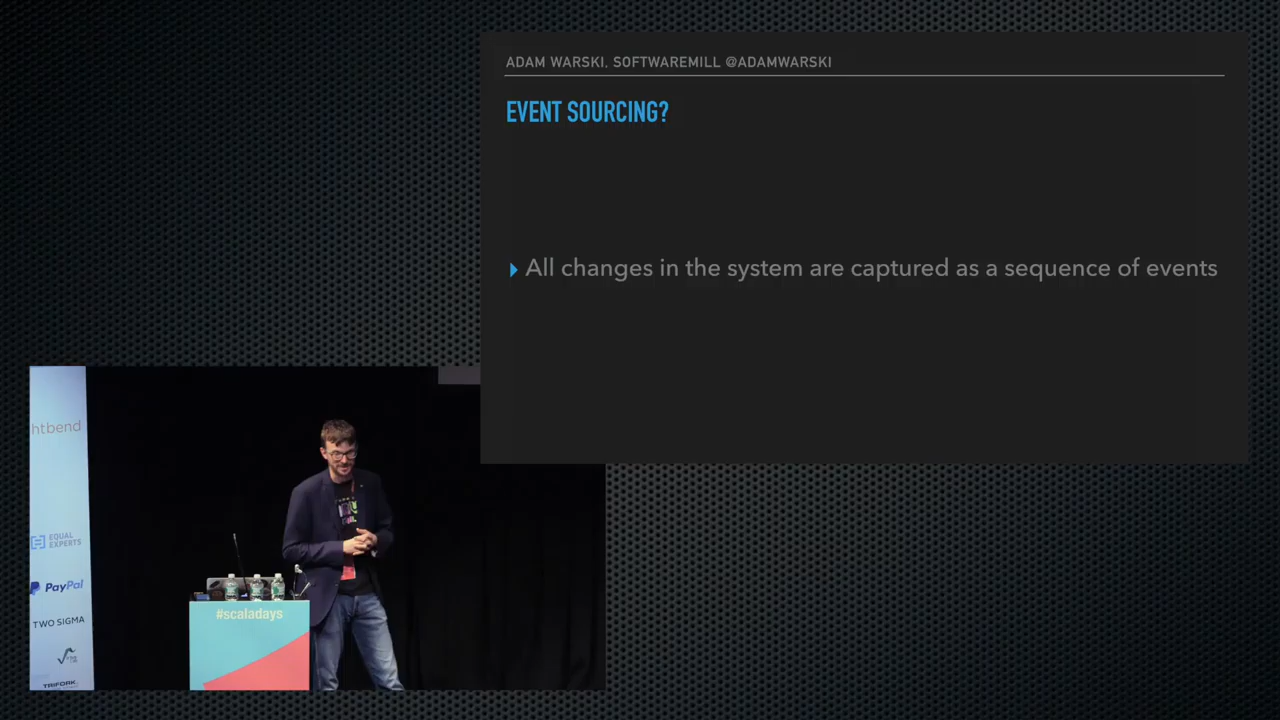 ADAM WARSKI, SOFTWAREMILL @ADAMWARSKI
EVENT SOURCING?
All changes in the system are captured as a sequence of events
htbend
EQUAL
EXPERTS
PayPal
TWO SIGMA
TRIFORK
#scaladays